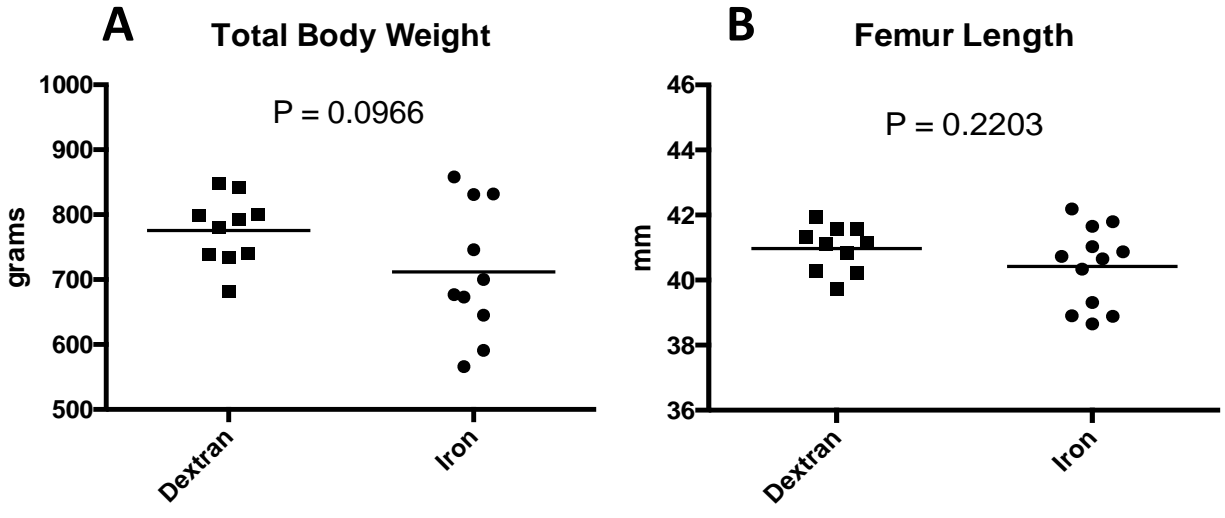 A
Total Body Weight
1000
900
800
700
600
500
grams
P = 0.0966
Dextran
Iron
B
Femur Length
46
44
42
40
38
36
mm
P = 0.2203
Dextran
Iron